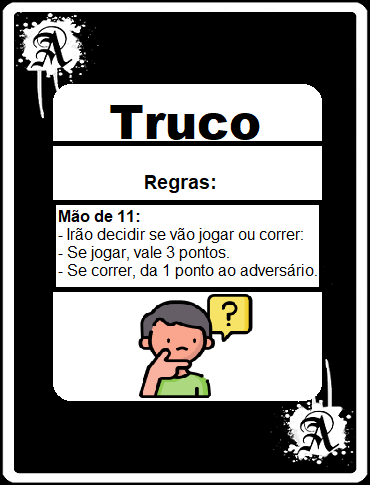 A
Truco
Regras:
Mão de 11:
- Irão decidir se vão jogar ou correr:
- Se jogar, vale 3 pontos.
- Se correr, da 1 ponto ao adversário.
?
A